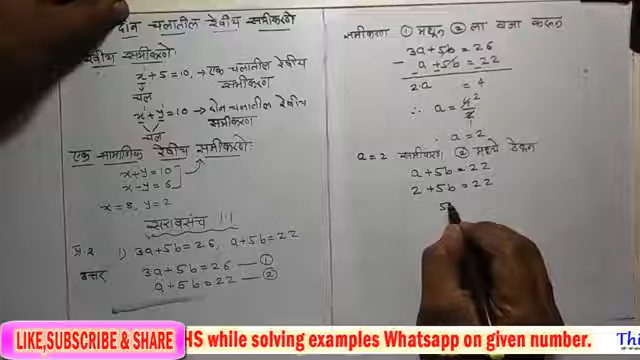 दोन चलातील रेषीय समीकरणे
रेषीय समीकरण:
x + 5 = 10, → एक चलातील रेषीय
समीकरण
चल
x + y = 10 → दोन चलातील रेषीय
समीकरण
चल
एक सामायिक रेषीय समीकरणे:
x + y = 10
x - y = 6
x = 8, y = 2
सरावसंच 1.1
प्र. 2 1) 3a + 5b = 26, a + 5b = 22
उत्तर 3a + 5b = 26 — ①
a + 5b = 22 — ②
समीकरण ① मधून ② ला वजा करून
3a + 5b = 26
- a + 5b = 22
2a = 4
∴ a = 4/2 2
∴ a = 2
a = 2 ② मध्ये ठेवून
a + 5b = 22
2 + 5b = 22
5b
LIKE,SUBSCRIBE & SHARE HS while solving examples Whatsapp on given number.
Thi